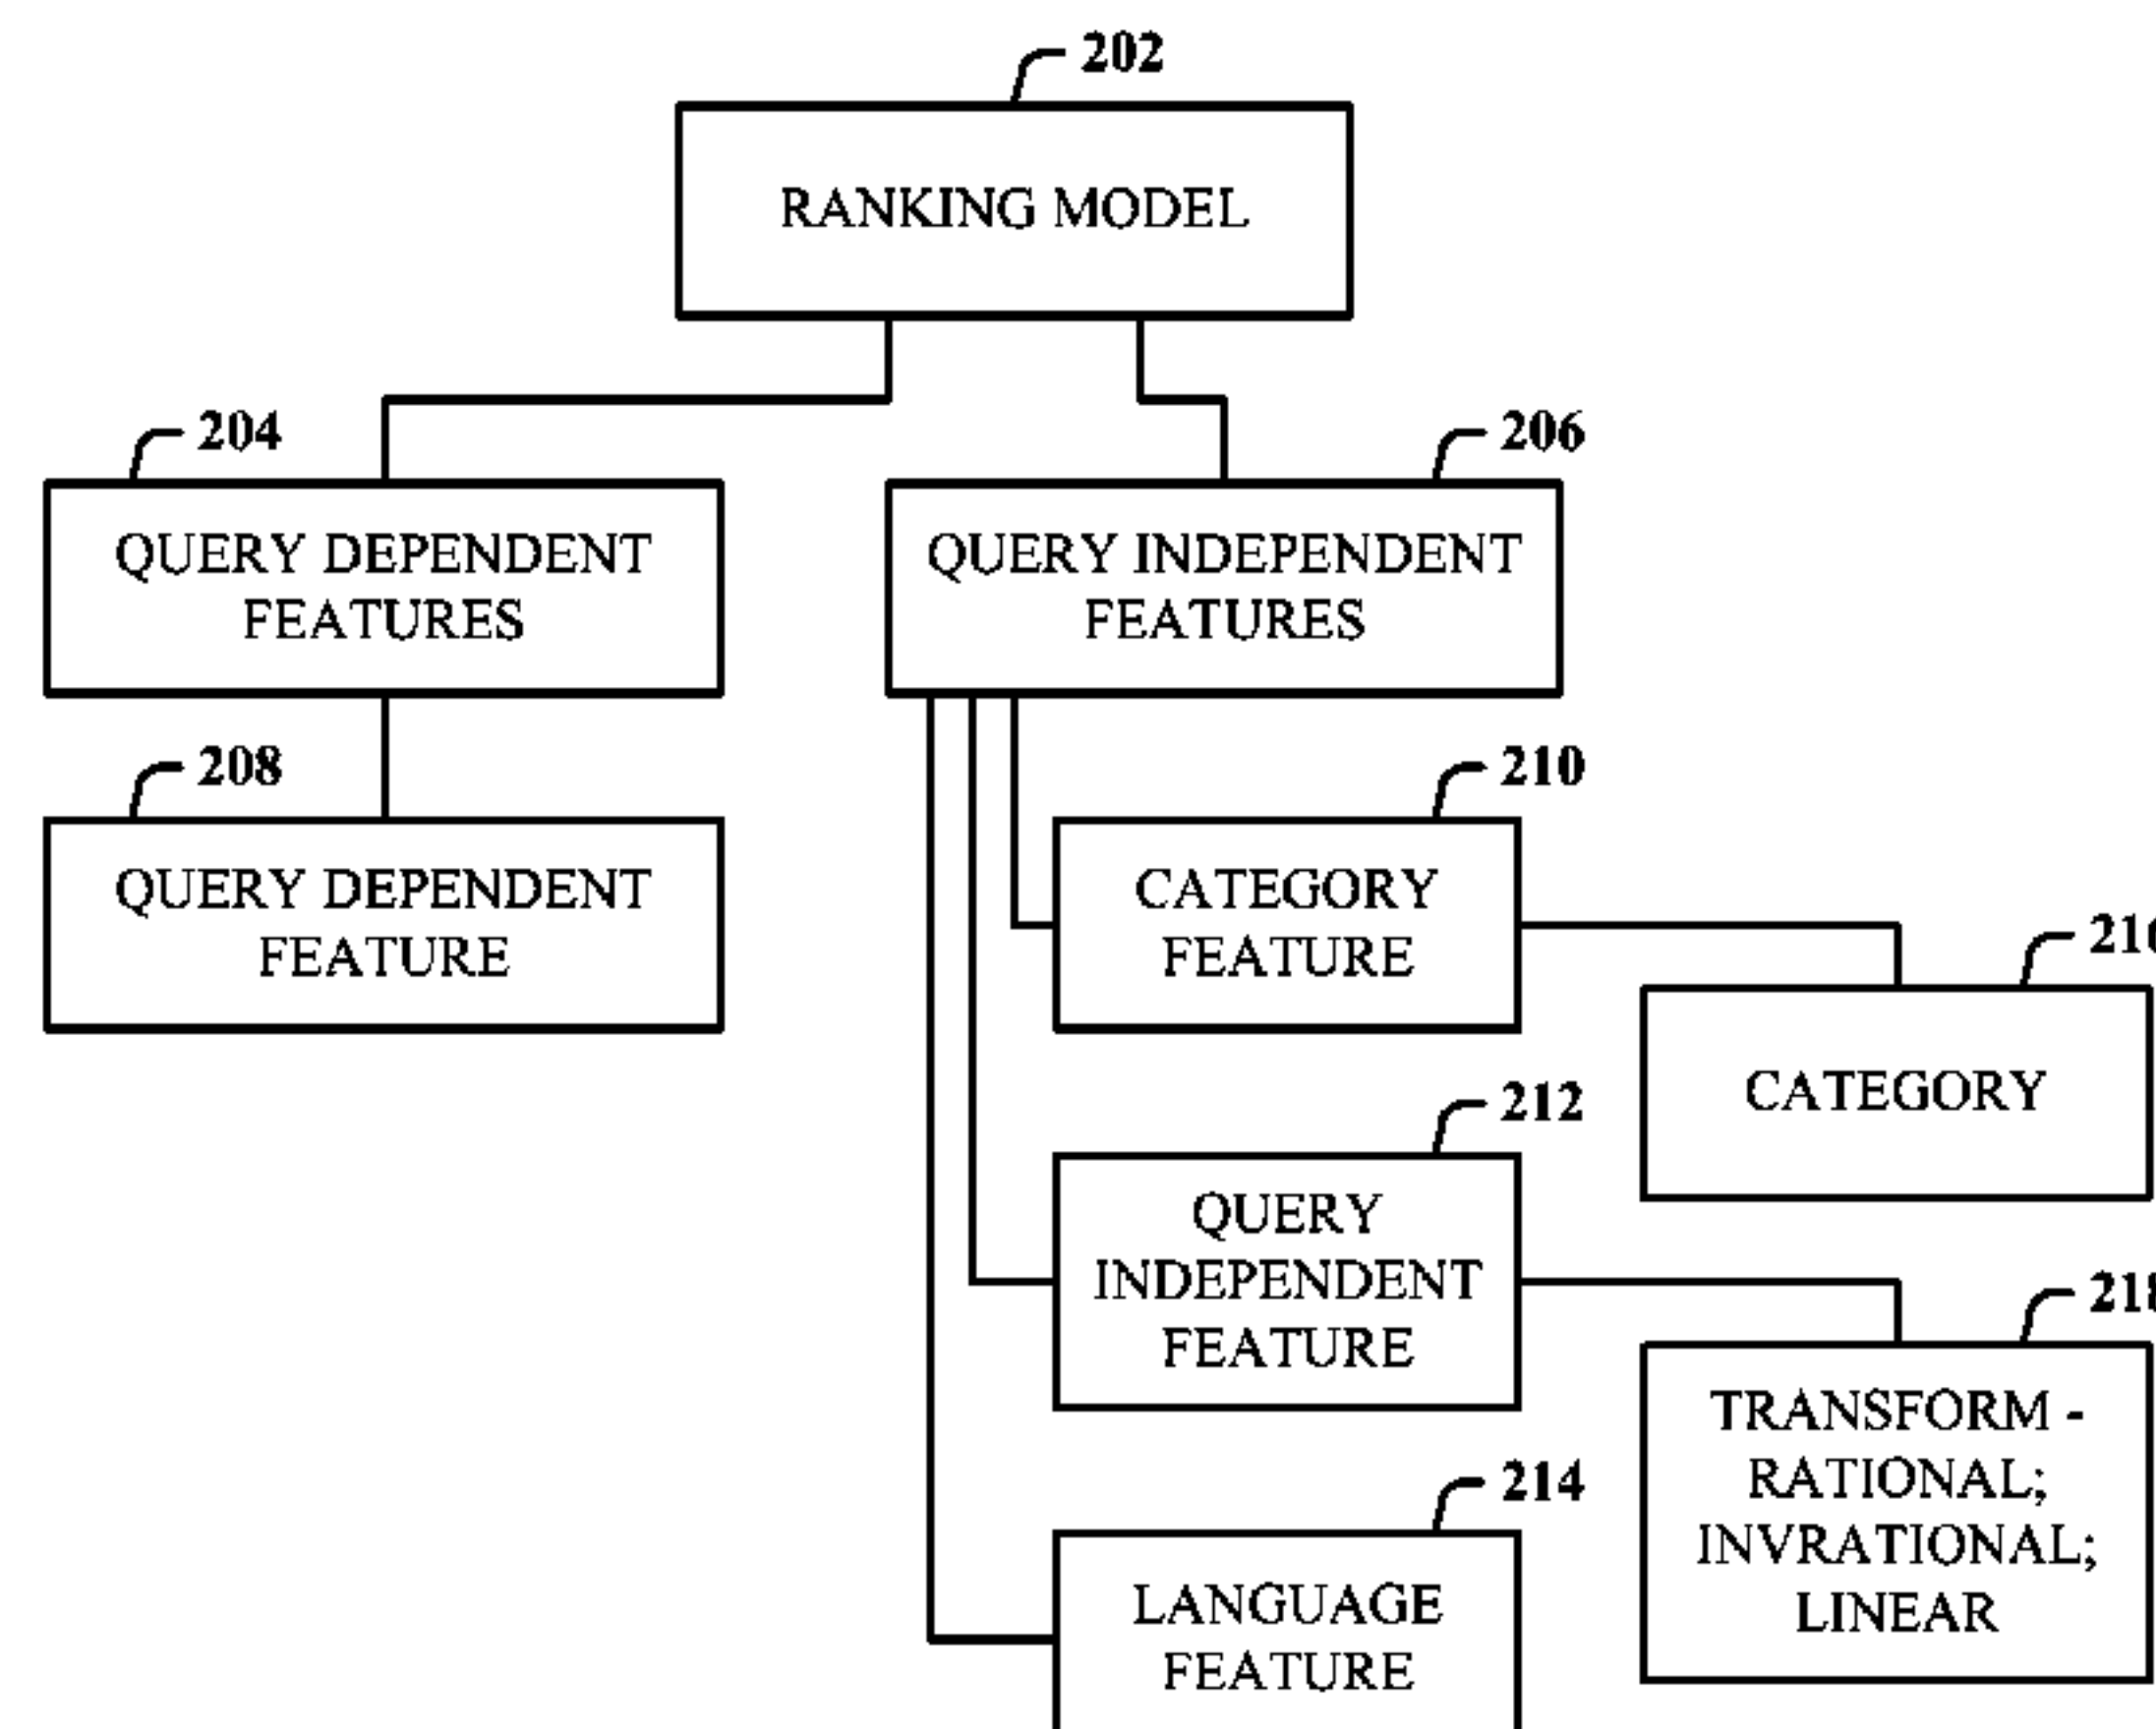 202
RANKING MODEL
204
206
QUERY DEPENDENT
FEATURES
QUERY INDEPENDENT
FEATURES
208
210
QUERY DEPENDENT
FEATURE
CATEGORY
FEATURE
CATEGORY
212
QUERY
INDEPENDENT
FEATURE
218
TRANSFORM -
RATIONAL;
INVRATIONAL;
LINEAR
214
LANGUAGE
FEATURE